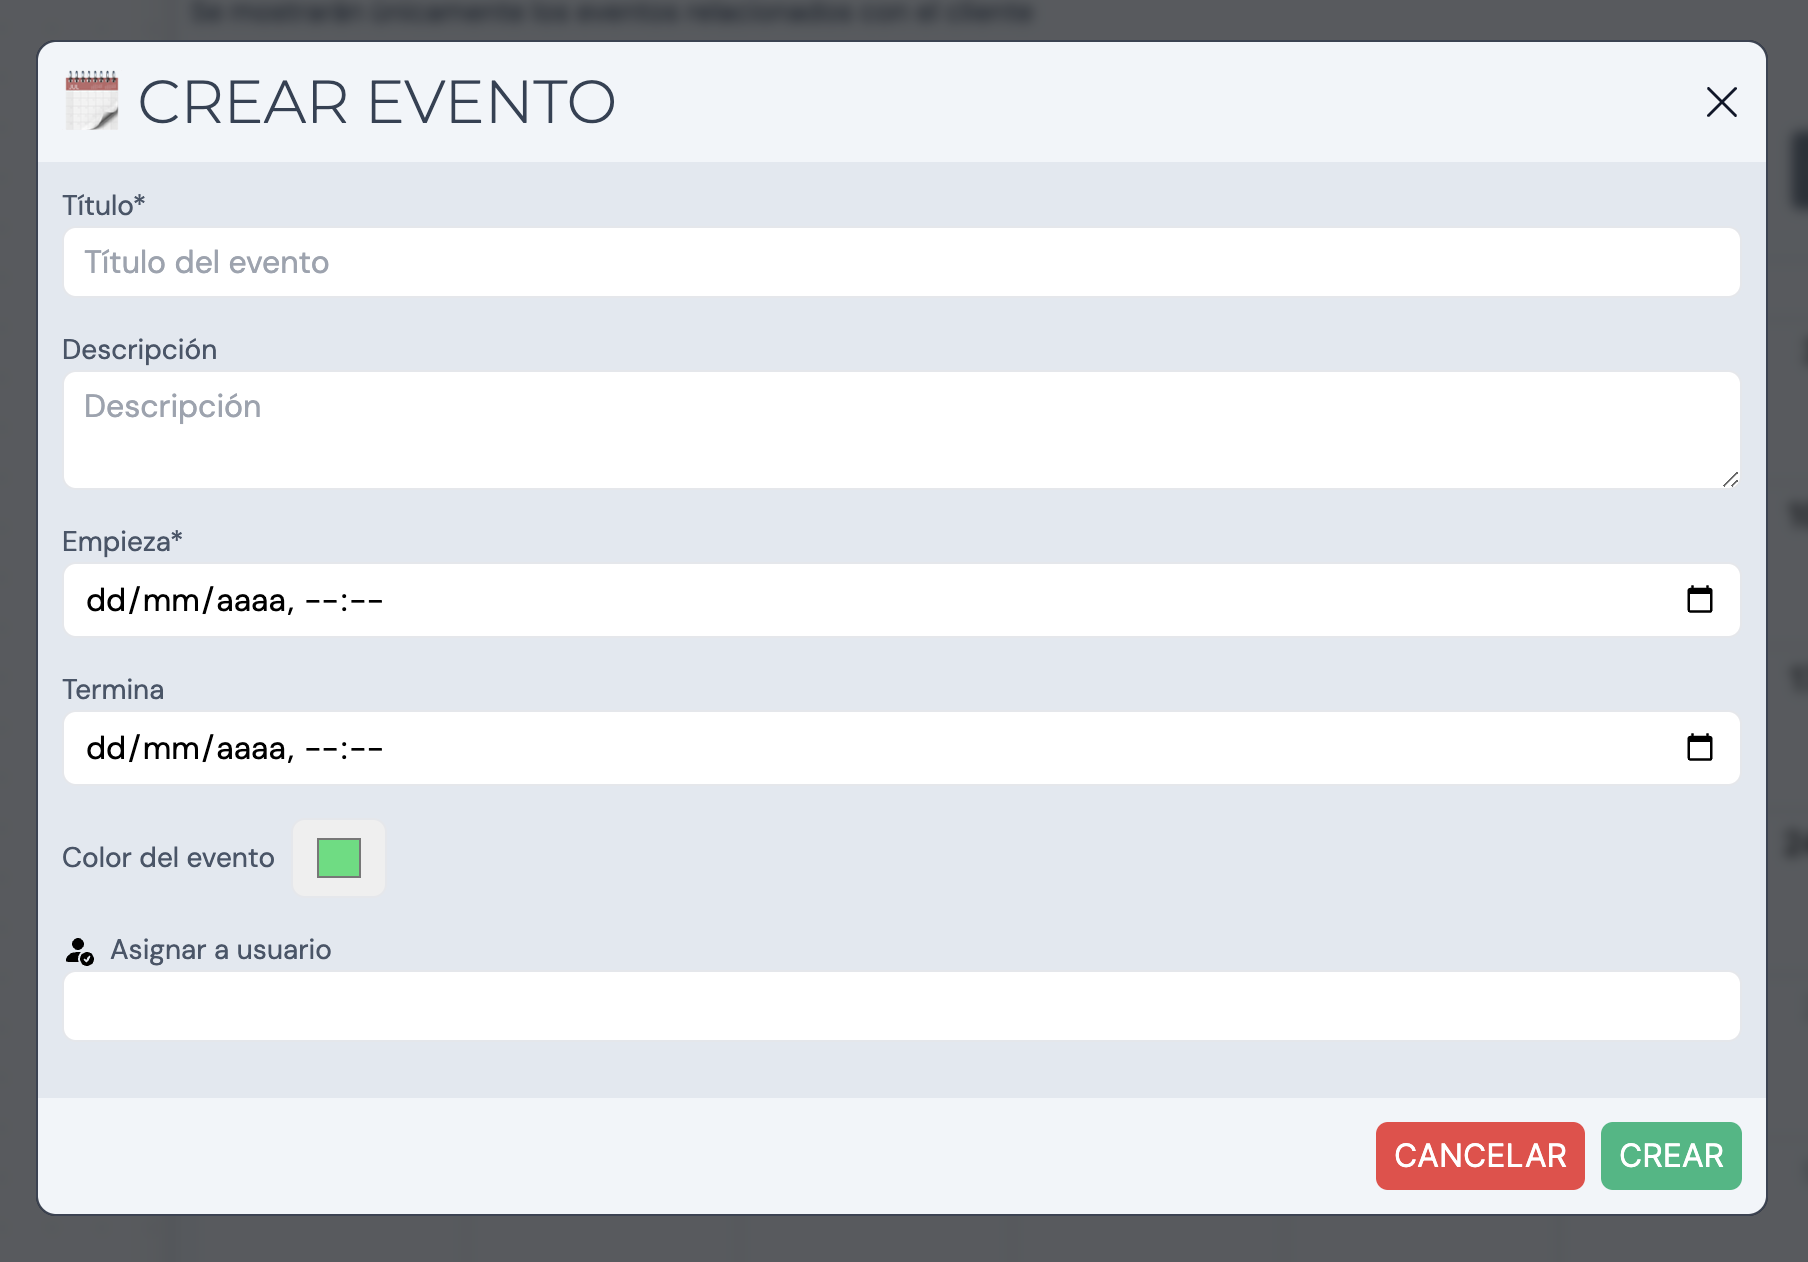 Se mostrarán únicamente los eventos relacionados con el cliente
CREAR EVENTO
Título*
Título del evento
Descripción
Descripción
Empieza*
dd/mm/aaaa, --:--
Termina
dd/mm/aaaa, --:--
Color del evento
Asignar a usuario
CANCELAR
CREAR